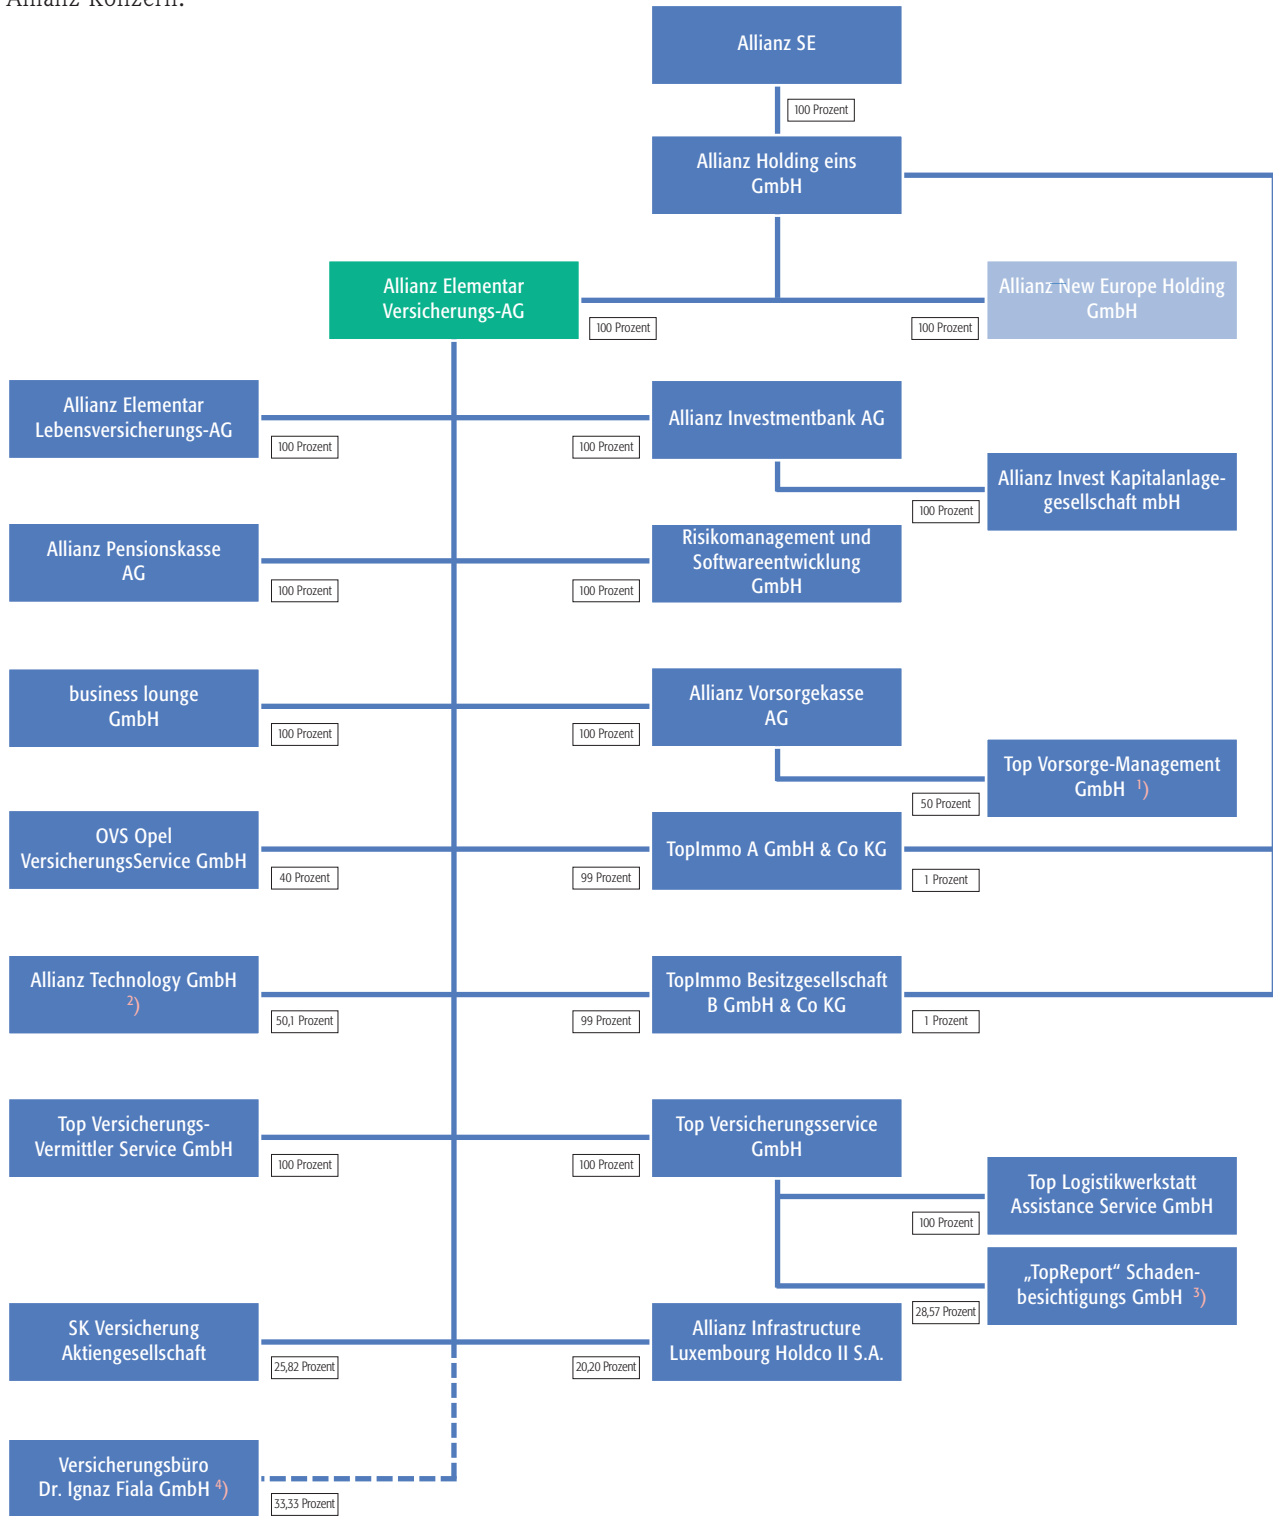 Allianz Konzern.
Allianz SE
100 Prozent
Allianz Holding eins
GmbH
Allianz Elementar
Versicherungs-AG
100 Prozent
Allianz New Europe Holding
GmbH
100 Prozent
Allianz Elementar
Lebensversicherungs-AG
100 Prozent
Allianz Investmentbank AG
100 Prozent
Allianz Invest Kapitalanlage-
gesellschaft mbH
100 Prozent
Allianz Pensionskasse
AG
100 Prozent
Risikomanagement und
Softwareentwicklung
GmbH
100 Prozent
business lounge
GmbH
100 Prozent
Allianz Vorsorgekasse
AG
100 Prozent
Top Vorsorge-Management
GmbH ¹)
50 Prozent
OVS Opel
VersicherungsService GmbH
40 Prozent
TopImmo A GmbH & Co KG
99 Prozent
1 Prozent
Allianz Technology GmbH
²)
50,1 Prozent
TopImmo Besitzgesellschaft
B GmbH & Co KG
99 Prozent
1 Prozent
Top Versicherungs-
Vermittler Service GmbH
100 Prozent
Top Versicherungsservice
GmbH
100 Prozent
Top Logistikwerkstatt
Assistance Service GmbH
100 Prozent
„TopReport“ Schaden-
besichtigungs GmbH ³)
28,57 Prozent
SK Versicherung
Aktiengesellschaft
25,82 Prozent
Allianz Infrastructure
Luxembourg Holdco II S.A.
20,20 Prozent
Versicherungsbüro
Dr. Ignaz Fiala GmbH ⁴)
33,33 Prozent